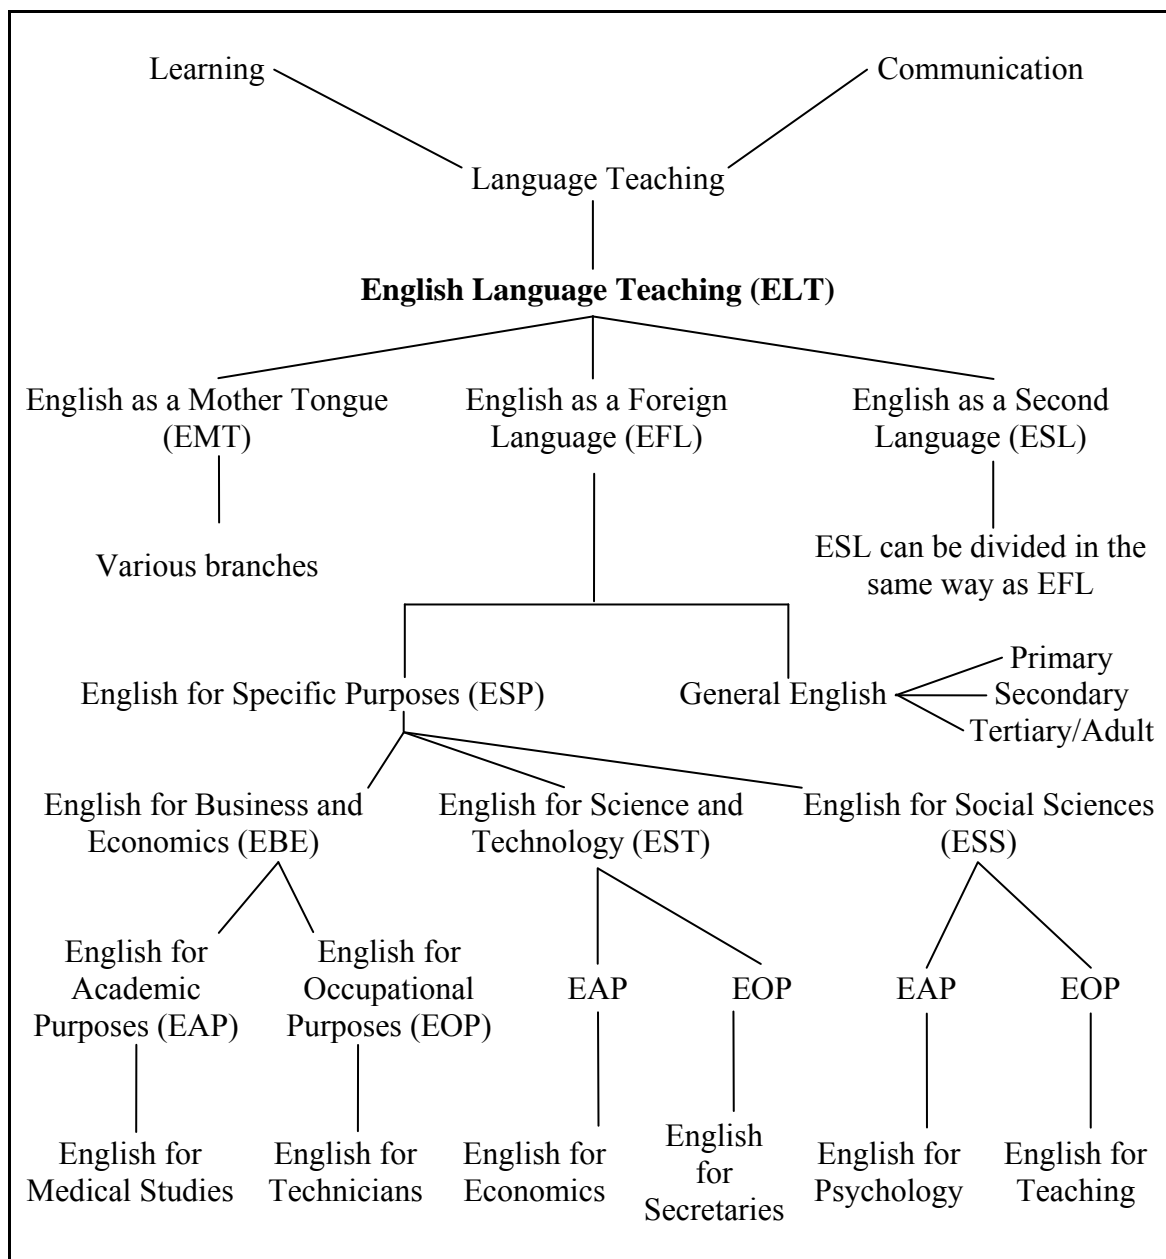 Learning
Communication
Language Teaching
English Language Teaching (ELT)
English as a Mother Tongue
(EMT)
English as a Foreign
Language (EFL)
English as a Second
Language (ESL)
Various branches
ESL can be divided in the
same way as EFL
English for Specific Purposes (ESP)
General English
Primary
Secondary
Tertiary/Adult
English for Business and
Economics (EBE)
English for Science and
Technology (EST)
English for Social Sciences
(ESS)
English for
Academic
Purposes (EAP)
English for
Occupational
Purposes (EOP)
EAP
EOP
EAP
EOP
English for
Medical Studies
English for
Technicians
English for
Economics
English
for
Secretaries
English for
Psychology
English for
Teaching